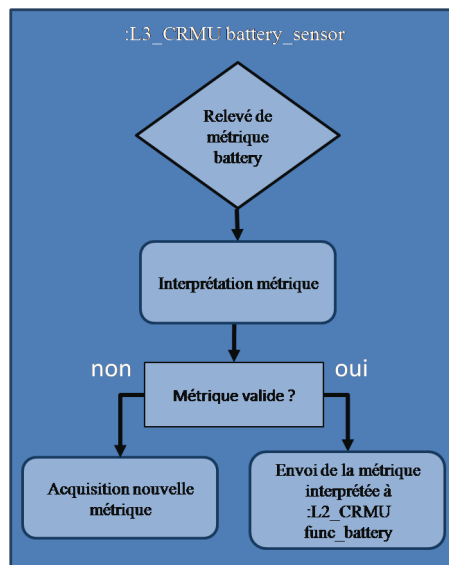 :L3_CRMU battery_sensor
Relevé de
métrique
battery
Interprétation métrique
non
oui
Métrique valide ?
Acquisition nouvelle
métrique
Envoi de la métrique
interprétée à
:L2_CRMU
func_battery